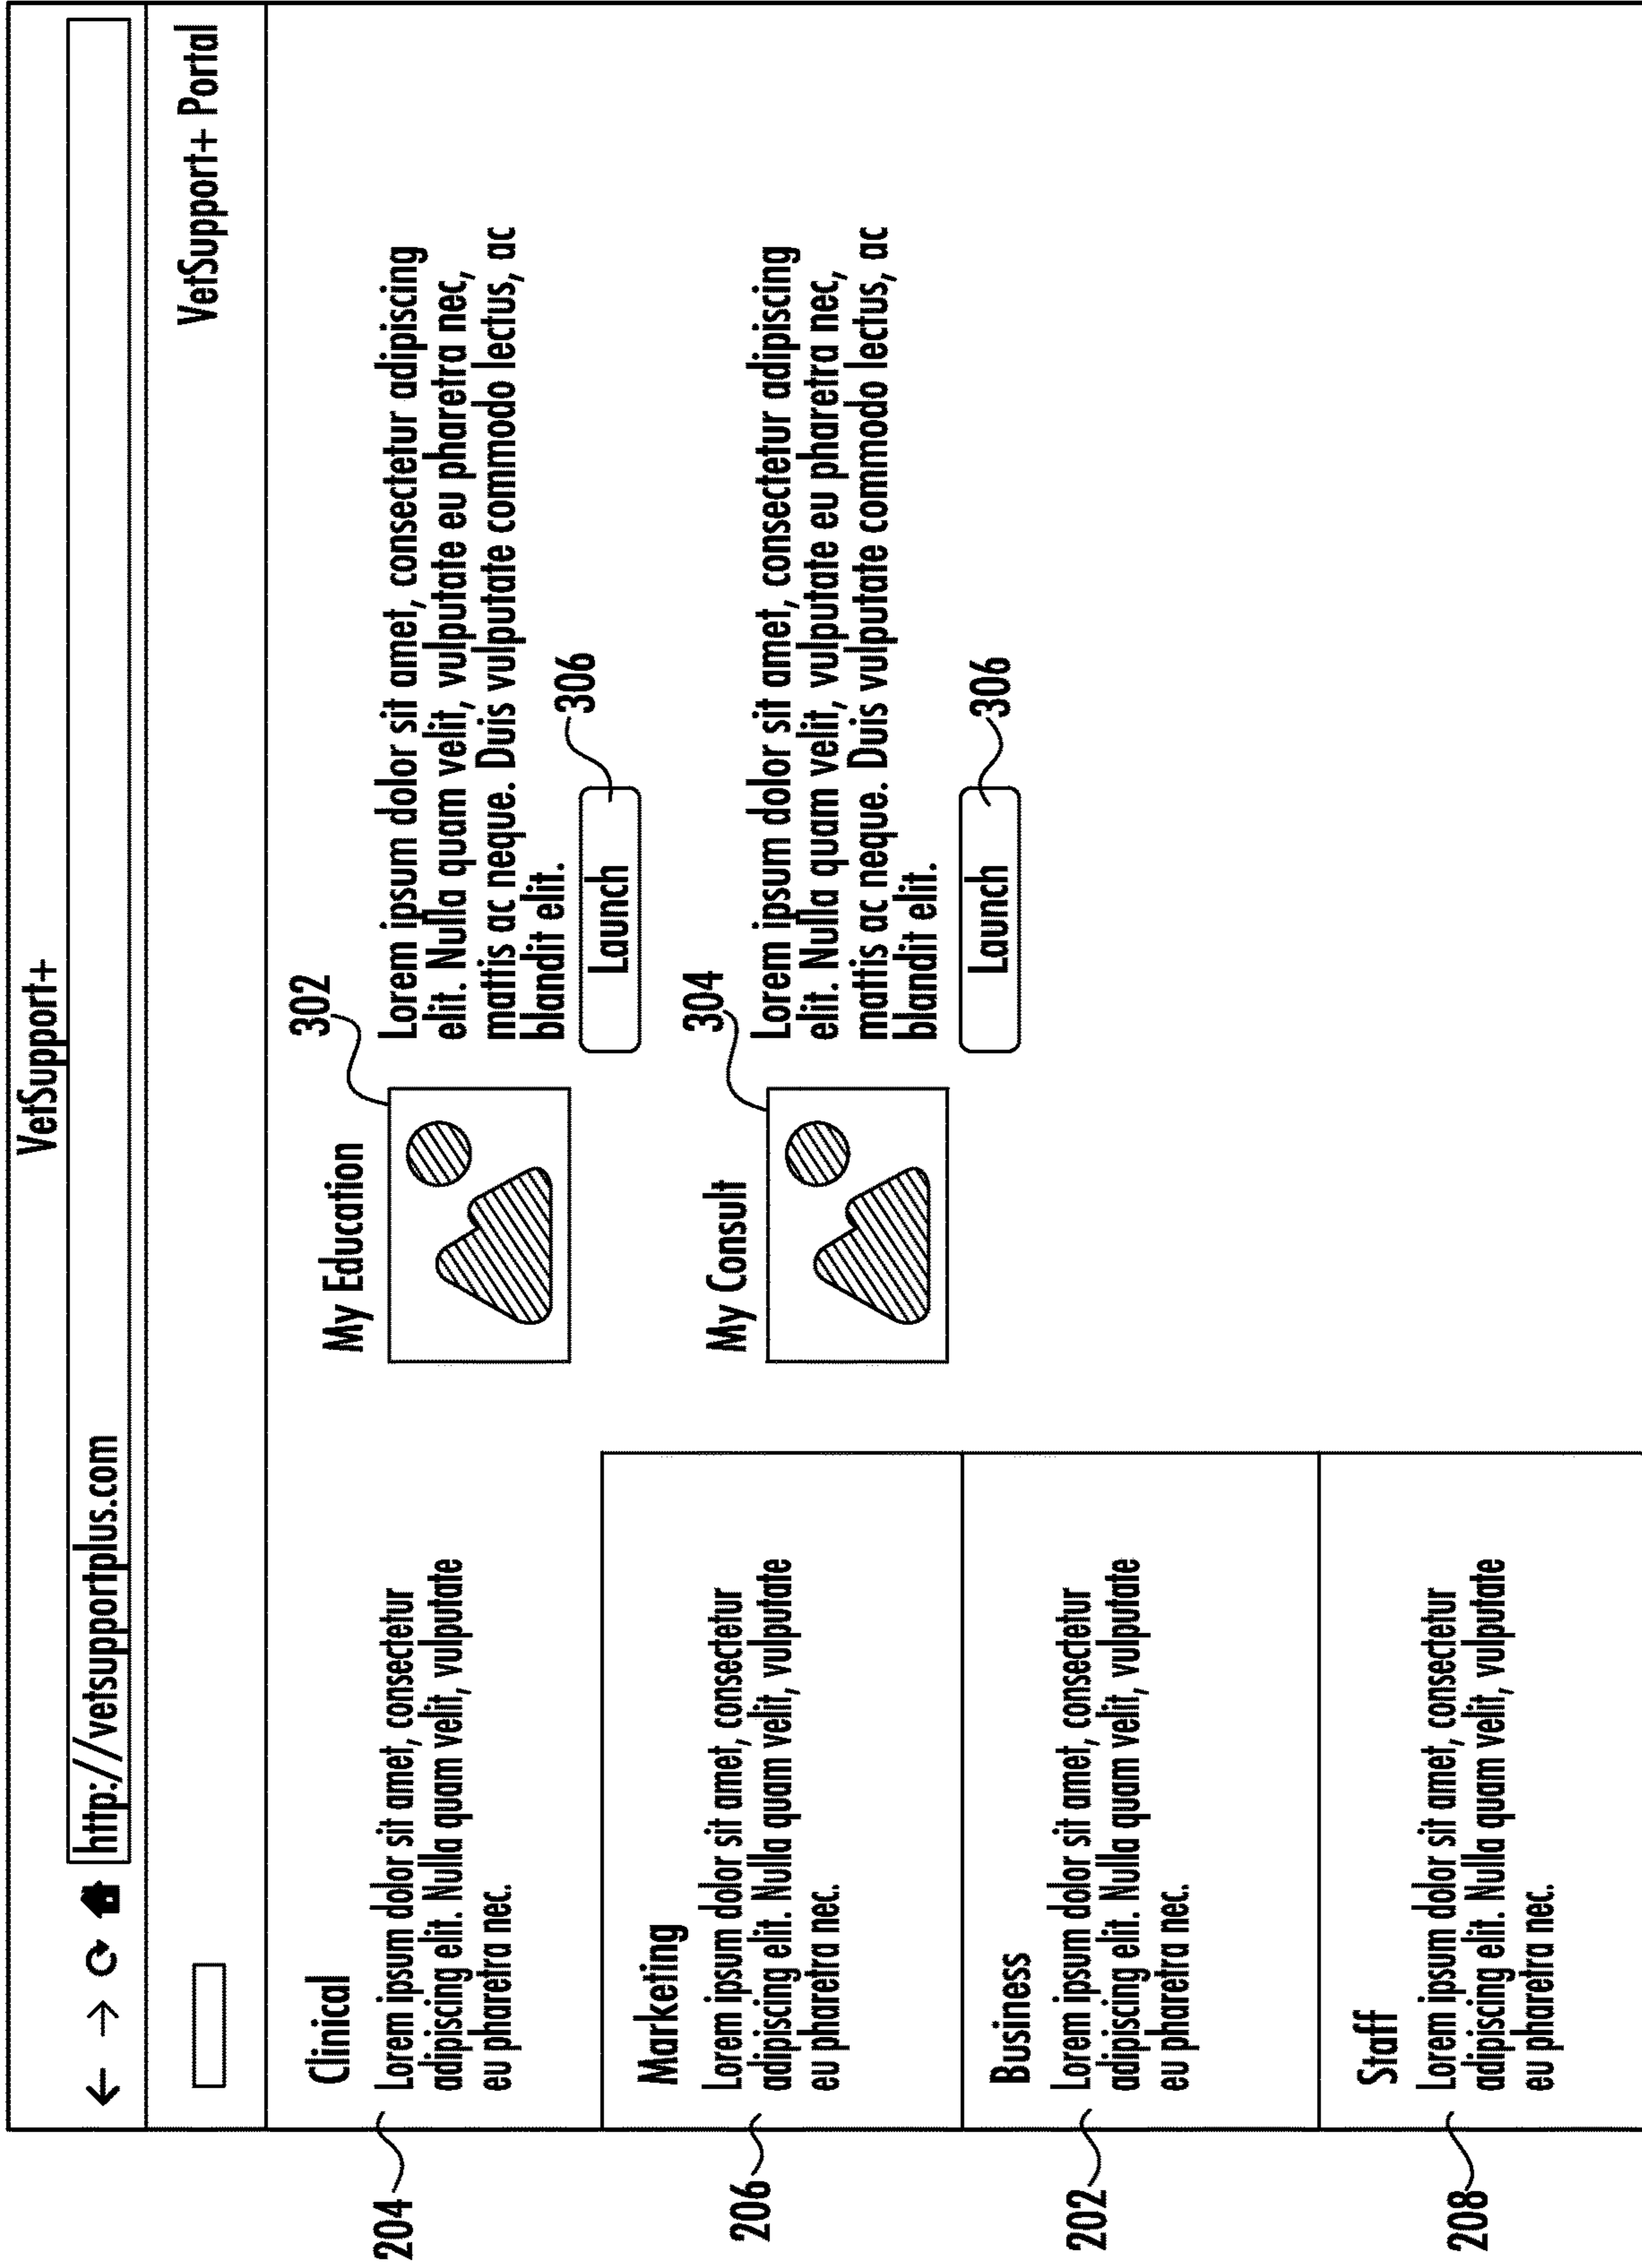 VetSupport+
http://vetsupportplus.com
VetSupport+ Portal
204
Clinical
Lorem ipsum dolor sit amet, consectetur
adipiscing elit. Nulla quam velit, vulputate
eu pharetra nec.
206
Marketing
Lorem ipsum dolor sit amet, consectetur
adipiscing elit. Nulla quam velit, vulputate
eu pharetra nec.
202
Business
Lorem ipsum dolor sit amet, consectetur
adipiscing elit. Nulla quam velit, vulputate
eu pharetra nec.
208
Staff
Lorem ipsum dolor sit amet, consectetur
adipiscing elit. Nulla quam velit, vulputate
eu pharetra nec.
My Education
302
Lorem ipsum dolor sit amet, consectetur adipiscing
elit. Nulla quam velit, vulputate eu pharetra nec,
mattis ac neque. Duis vulputate commodo lectus, ac
blandit elit.
Launch
306
My Consult
304
Lorem ipsum dolor sit amet, consectetur adipiscing
elit. Nulla quam velit, vulputate eu pharetra nec,
mattis ac neque. Duis vulputate commodo lectus, ac
blandit elit.
Launch
306